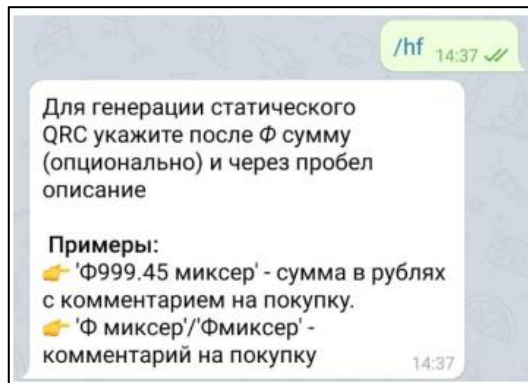 /hf 14:37
Для генерации статического
QRC укажите после Ф сумму
(опционально) и через пробел
описание
Примеры:
👉 'Ф999.45 миксер' - сумма в рублях
с комментарием на покупку.
👉 'Ф миксер'/'Фмиксер' -
комментарий на покупку
14:37